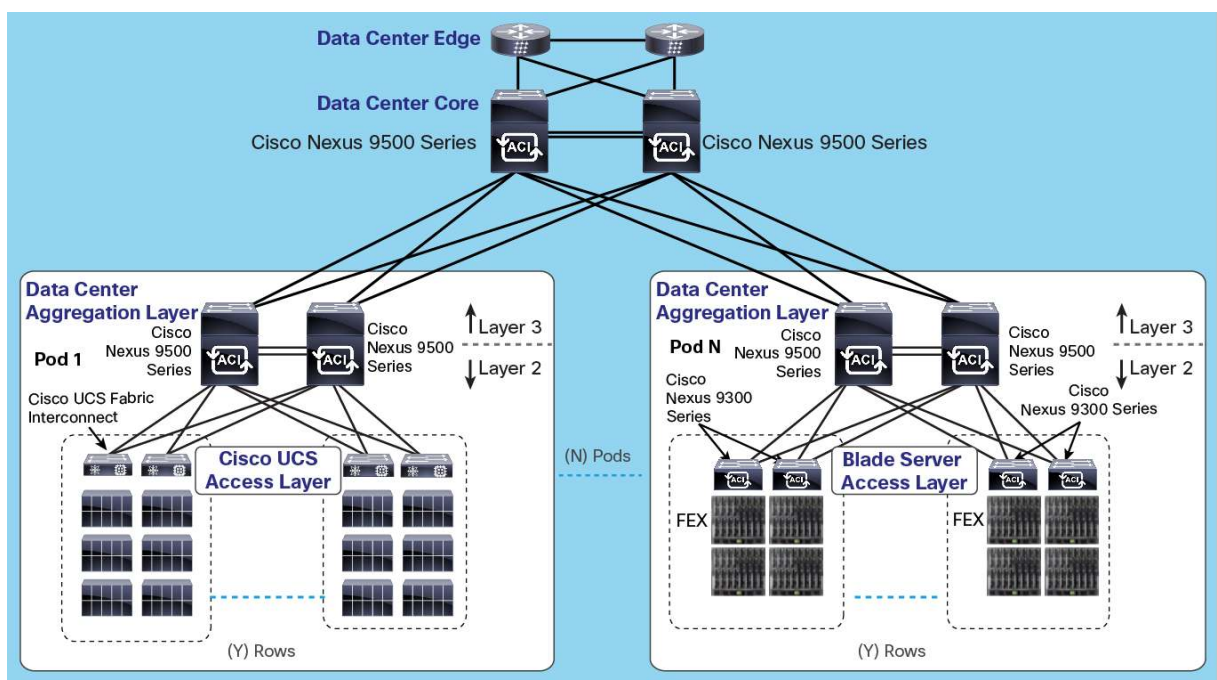 Data Center Edge
Data Center Core
Cisco Nexus 9500 Series
ACI
ACI
Cisco Nexus 9500 Series
Data Center
Aggregation Layer
Cisco
Nexus 9500
Series
Pod 1
ACI
ACI
Cisco
Nexus 9500
Series
Layer 3
Layer 2
Cisco UCS Fabric
Interconnect
Cisco UCS
Access Layer
(Y) Rows
(N) Pods
Data Center
Aggregation Layer
Pod N
Cisco
Nexus 9500
Series
ACI
ACI
Cisco
Nexus 9500
Series
Layer 3
Layer 2
Cisco
Nexus 9300
Series
Cisco
Nexus 9300 Series
Blade Server
Access Layer
ACI
ACI
ACI
ACI
FEX
FEX
(Y) Rows